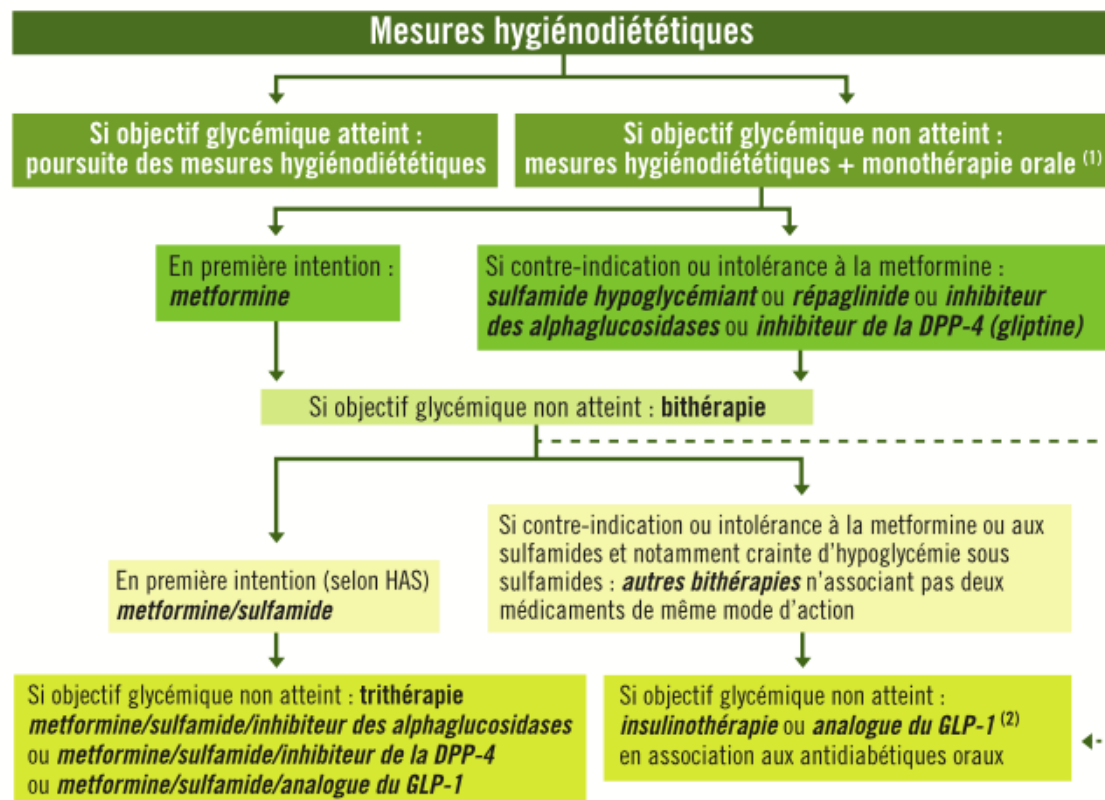 Mesures hygiénodiététiques
Si objectif glycémique atteint :
poursuite des mesures hygiénodiététiques
Si objectif glycémique non atteint :
mesures hygiénodiététiques + monothérapie orale (1)
En première intention :
metformine
Si contre-indication ou intolérance à la metformine :
sulfamide hypoglycémiant ou répaglinide ou inhibiteur
des alphaglucosidases ou inhibiteur de la DPP-4 (gliptine)
Si objectif glycémique non atteint : bithérapie
En première intention (selon HAS)
metformine/sulfamide
Si contre-indication ou intolérance à la metformine ou aux
sulfamides et notamment crainte d'hypoglycémie sous
sulfamides : autres bithérapies n'associant pas deux
médicaments de même mode d'action
Si objectif glycémique non atteint : trithérapie
metformine/sulfamide/inhibiteur des alphaglucosidases
ou metformine/sulfamide/inhibiteur de la DPP-4
ou metformine/sulfamide/analogue du GLP-1
Si objectif glycémique non atteint :
insulinothérapie ou analogue du GLP-1 (2)
en association aux antidiabétiques oraux